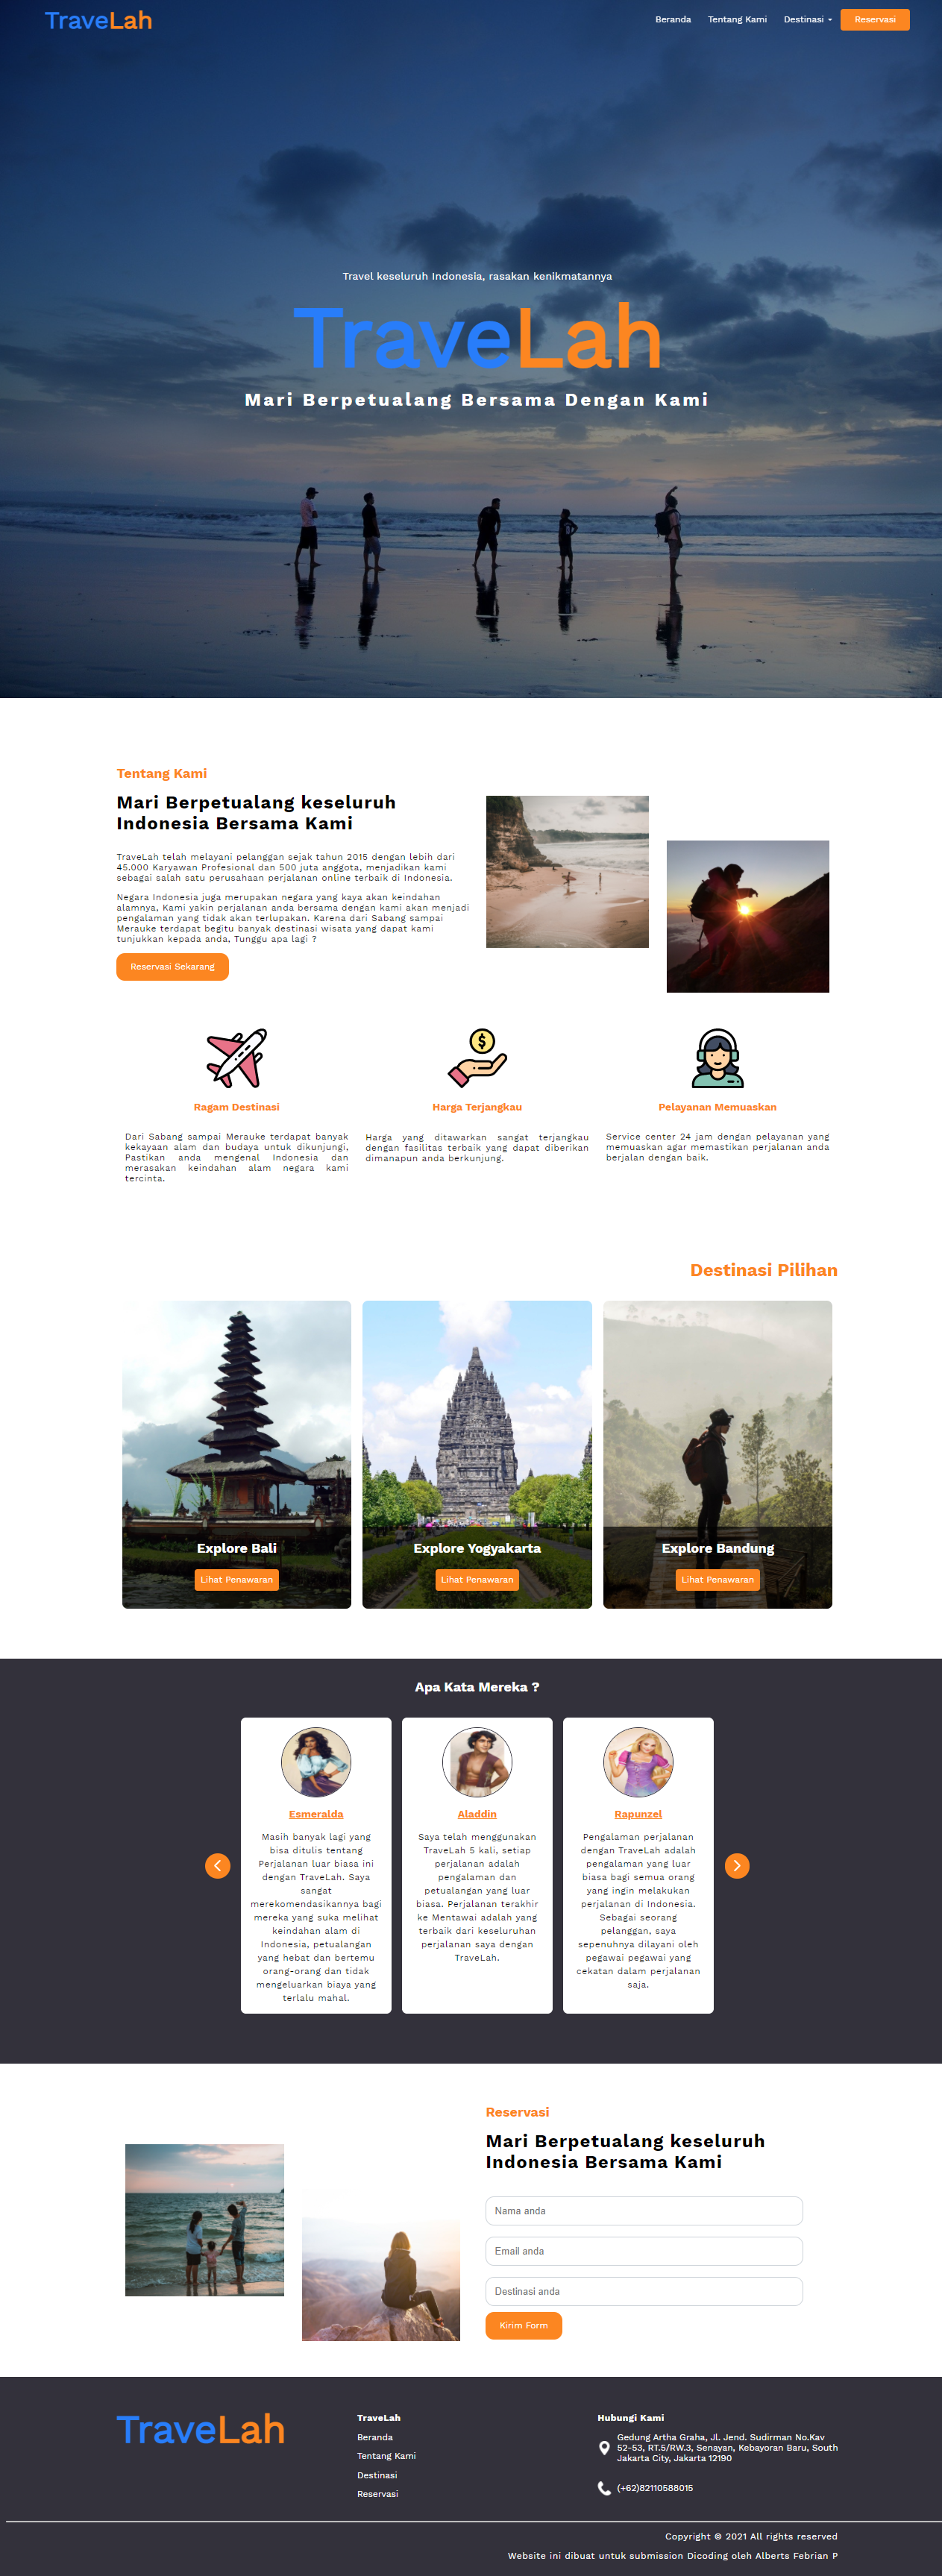 TraveLah
Beranda
Tentang Kami
Destinasi
Reservasi
Travel keseluruh Indonesia, rasakan kenikmatannya
TraveLah
Mari Berpetualang Bersama Dengan Kami
Tentang Kami
Mari Berpetualang keseluruh
Indonesia Bersama Kami
TraveLah telah melayani pelanggan sejak tahun 2015 dengan lebih dari
45.000 Karyawan Profesional dan 500 juta anggota, menjadikan kami
sebagai salah satu perusahaan perjalanan online terbaik di Indonesia.
Negara Indonesia juga merupakan negara yang kaya akan keindahan
alamnya, Kami yakin perjalanan anda bersama dengan kami akan menjadi
pengalaman yang tidak akan terlupakan. Karena dari Sabang sampai
Merauke terdapat begitu banyak destinasi wisata yang dapat kami
tunjukkan kepada anda, Tunggu apa lagi ?
Reservasi Sekarang
Ragam Destinasi
Dari Sabang sampai Merauke terdapat banyak
kekayaan alam dan budaya untuk dikunjungi,
Pastikan anda mengenal Indonesia dan
merasakan keindahan alam negara kami
tercinta.
Harga Terjangkau
Harga yang ditawarkan sangat terjangkau
dengan fasilitas terbaik yang dapat diberikan
dimanapun anda berkunjung.
Pelayanan Memuaskan
Service center 24 jam dengan pelayanan yang
memuaskan agar memastikan perjalanan anda
berjalan dengan baik.
Destinasi Pilihan
Explore Bali
Lihat Penawaran
Explore Yogyakarta
Lihat Penawaran
Explore Bandung
Lihat Penawaran
Apa Kata Mereka ?
Esmeralda
Masih banyak lagi yang
bisa ditulis tentang
Perjalanan luar biasa ini
dengan TraveLah. Saya
sangat
merekomendasikannya bagi
mereka yang suka melihat
keindahan alam di
Indonesia, petualangan
yang hebat dan bertemu
orang-orang dan tidak
mengeluarkan biaya yang
terlalu mahal.
Aladdin
Saya telah menggunakan
TraveLah 5 kali, setiap
perjalanan adalah
pengalaman dan
petualangan yang luar
biasa. Perjalanan terakhir
ke Mentawai adalah yang
terbaik dari keseluruhan
perjalanan saya dengan
TraveLah.
Rapunzel
Pengalaman perjalanan
dengan TraveLah adalah
pengalaman yang luar
biasa bagi semua orang
yang ingin melakukan
perjalanan di Indonesia.
Sebagai seorang
pelanggan, saya
sepenuhnya dilayani oleh
pegawai pegawai yang
cekatan dalam perjalanan
saja.
Reservasi
Mari Berpetualang keseluruh
Indonesia Bersama Kami
Nama anda
Email anda
Destinasi anda
Kirim Form
TraveLah
TraveLah
Beranda
Tentang Kami
Destinasi
Reservasi
Hubungi Kami
Gedung Artha Graha, Jl. Jend. Sudirman No.Kav
52-53, RT.5/RW.3, Senayan, Kebayoran Baru, South
Jakarta City, Jakarta 12190
(+62)82110588015
Copyright © 2021 All rights reserved
Website ini dibuat untuk submission Dicoding oleh Alberts Febrian P